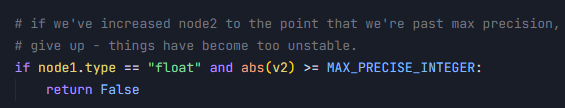 # if we've increased node2 to the point that we're past max precision,
# give up - things have become too unstable.
if node1.type == "float" and abs(v2) >= MAX_PRECISE_INTEGER:
    return False